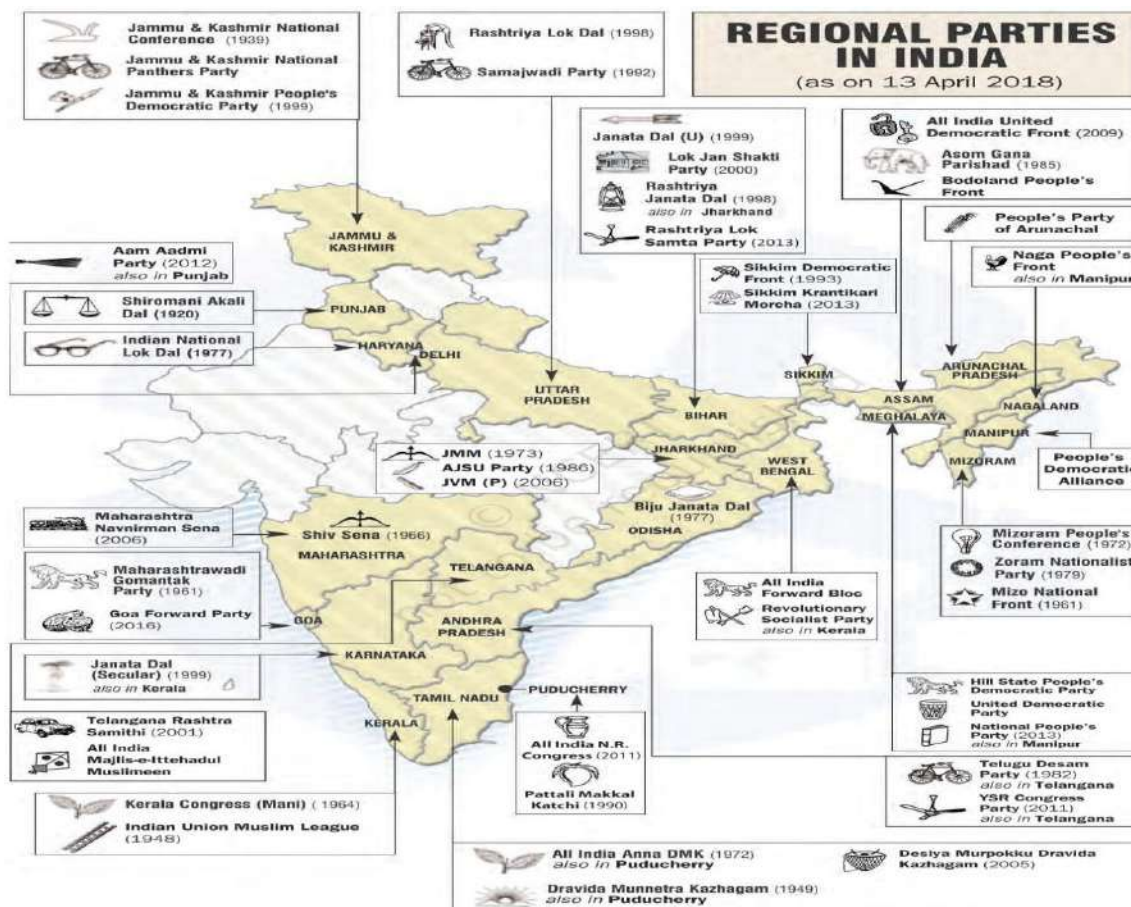 REGIONAL PARTIES
IN INDIA
(as on 13 April 2018)
Jammu & Kashmir National
Conference (1939)
Jammu & Kashmir National
Panthers Party
Jammu & Kashmir People's
Democratic Party (1999)
Rashtriya Lok Dal (1998)
Samajwadi Party (1992)
Janata Dal (U) (1999)
Lok Jan Shakti
Party (2000)
Rashtriya
Janata Dal (1998)
also in Jharkhand
Rashtriya Lok
Samta Party (2013)
All India United
Democratic Front (2009)
Asom Gana
Parishad (1985)
Bodoland People's
Front
People's Party
of Arunachal
Naga People's
Front
also in Manipur
Sikkim Democratic
Front (1993)
Sikkim Krantikari
Morcha (2013)
Aam Aadmi
Party (2012)
also in Punjab
Shiromani Akali
Dal (1920)
Indian National
Lok Dal (1977)
JAMMU &
KASHMIR
PUNJAB
HARYANA
DELHI
UTTAR
PRADESH
BIHAR
SIKKIM
ARUNACHAL
PRADESH
ASSAM
MEGHALAYA
NAGALAND
MANIPUR
MIZORAM
JHARKHAND
WEST
BENGAL
People's
Democratic
Alliance
JMM (1973)
AJSU Party (1986)
JVM (P) (2006)
Biju Janata Dal
(1977)
ODISHA
Maharashtra
Navnirman Sena
(2006)
Shiv Sena (1966)
MAHARASHTRA
TELANGANA
Maharashtrawadi
Gomantak
Party (1961)
Goa Forward Party
(2016)
GOA
ANDHRA
PRADESH
KARNATAKA
Janata Dal
(Secular) (1999)
also in Kerala
TAMIL NADU
PUDUCHERRY
KERALA
All India
Forward Bloc
Revolutionary
Socialist Party
also in Kerala
Mizoram People's
Conference (1972)
Zoram Nationalist
Party (1979)
Mizo National
Front (1961)
Telangana Rashtra
Samithi (2001)
All India
Majlis-e-Ittehadul
Muslimeen
All India N.R.
Congress (2011)
Pattali Makkal
Katchi (1990)
Hill State People's
Democratic Party
United Democratic
Party
National People's
Party (2013)
also in Manipur
Telugu Desam
Party (1982)
also in Telangana
YSR Congress
Party (2011)
also in Telangana
Kerala Congress (Mani) (1964)
Indian Union Muslim League
(1948)
All India Anna DMK (1972)
also in Puducherry
Dravida Munnetra Kazhagam (1949)
also in Puducherry
Desiya Murpokku Dravida
Kazhagam (2005)